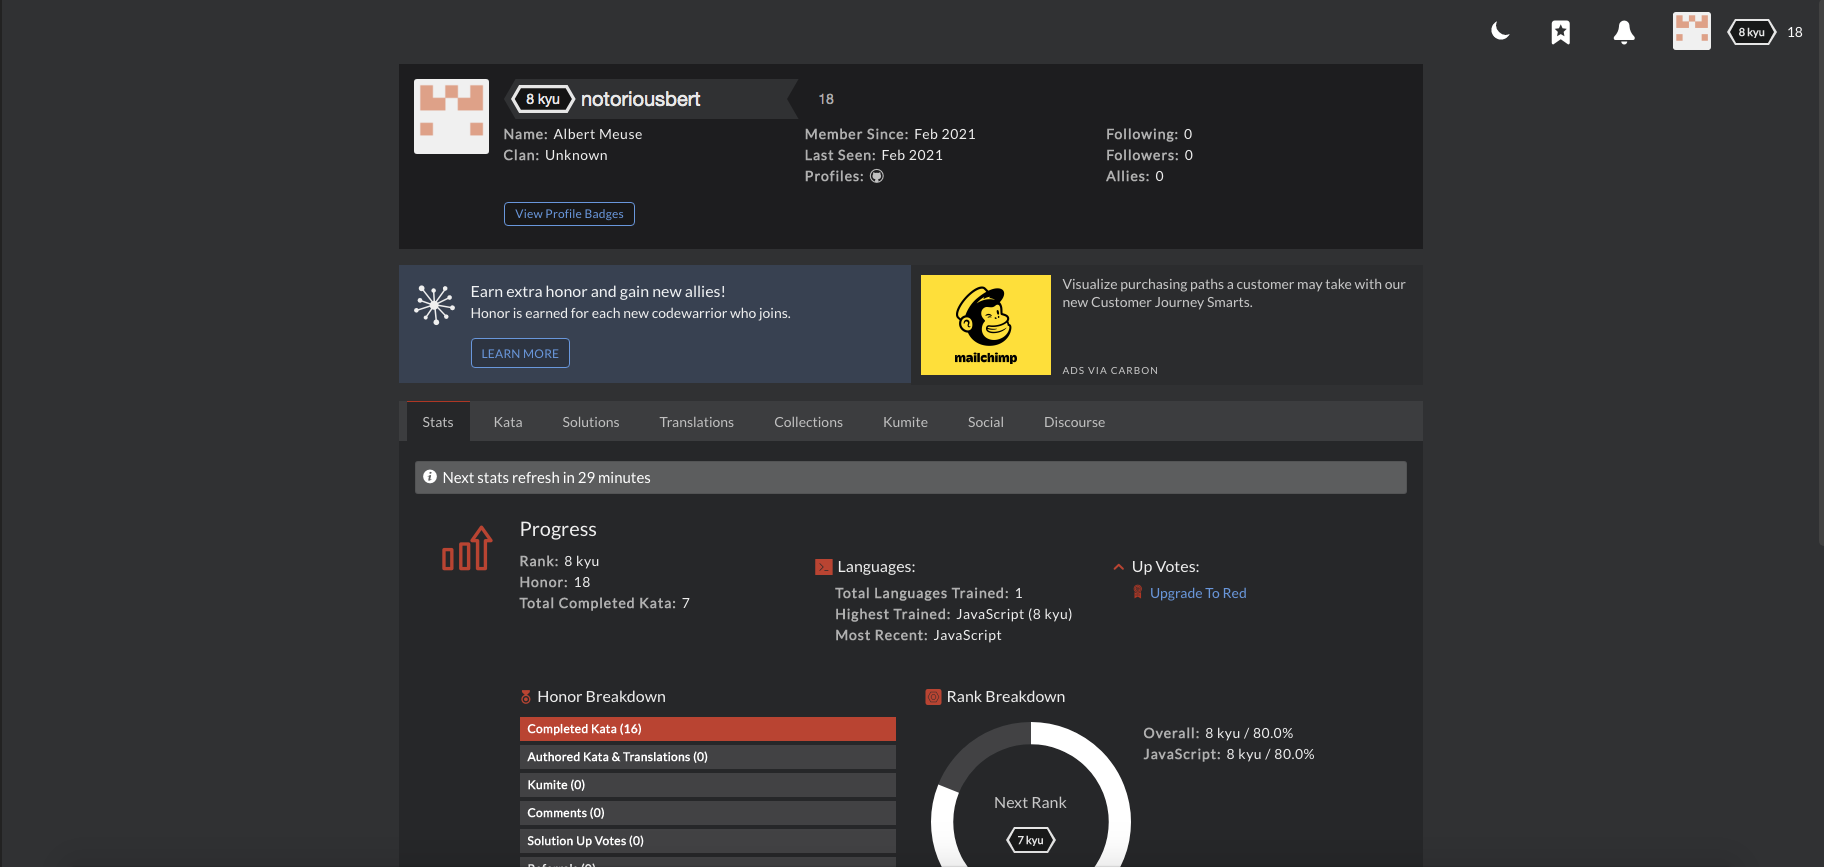 8 kyu 18
8 kyu notoriousbert 18
Name: Albert Meuse
Clan: Unknown
Member Since: Feb 2021
Last Seen: Feb 2021
Profiles:
Following: 0
Followers: 0
Allies: 0
View Profile Badges
Earn extra honor and gain new allies!
Honor is earned for each new codewarrior who joins.
LEARN MORE
mailchimp
Visualize purchasing paths a customer may take with our
new Customer Journey Smarts.
ADS VIA CARBON
Stats Kata Solutions Translations Collections Kumite Social Discourse
Next stats refresh in 29 minutes
Progress
Rank: 8 kyu
Honor: 18
Total Completed Kata: 7
Languages:
Total Languages Trained: 1
Highest Trained: JavaScript (8 kyu)
Most Recent: JavaScript
Up Votes:
Upgrade To Red
Honor Breakdown
Completed Kata (16)
Authored Kata & Translations (0)
Kumite (0)
Comments (0)
Solution Up Votes (0)
Referrals (0)
Rank Breakdown
Next Rank
7 kyu
Overall: 8 kyu / 80.0%
JavaScript: 8 kyu / 80.0%